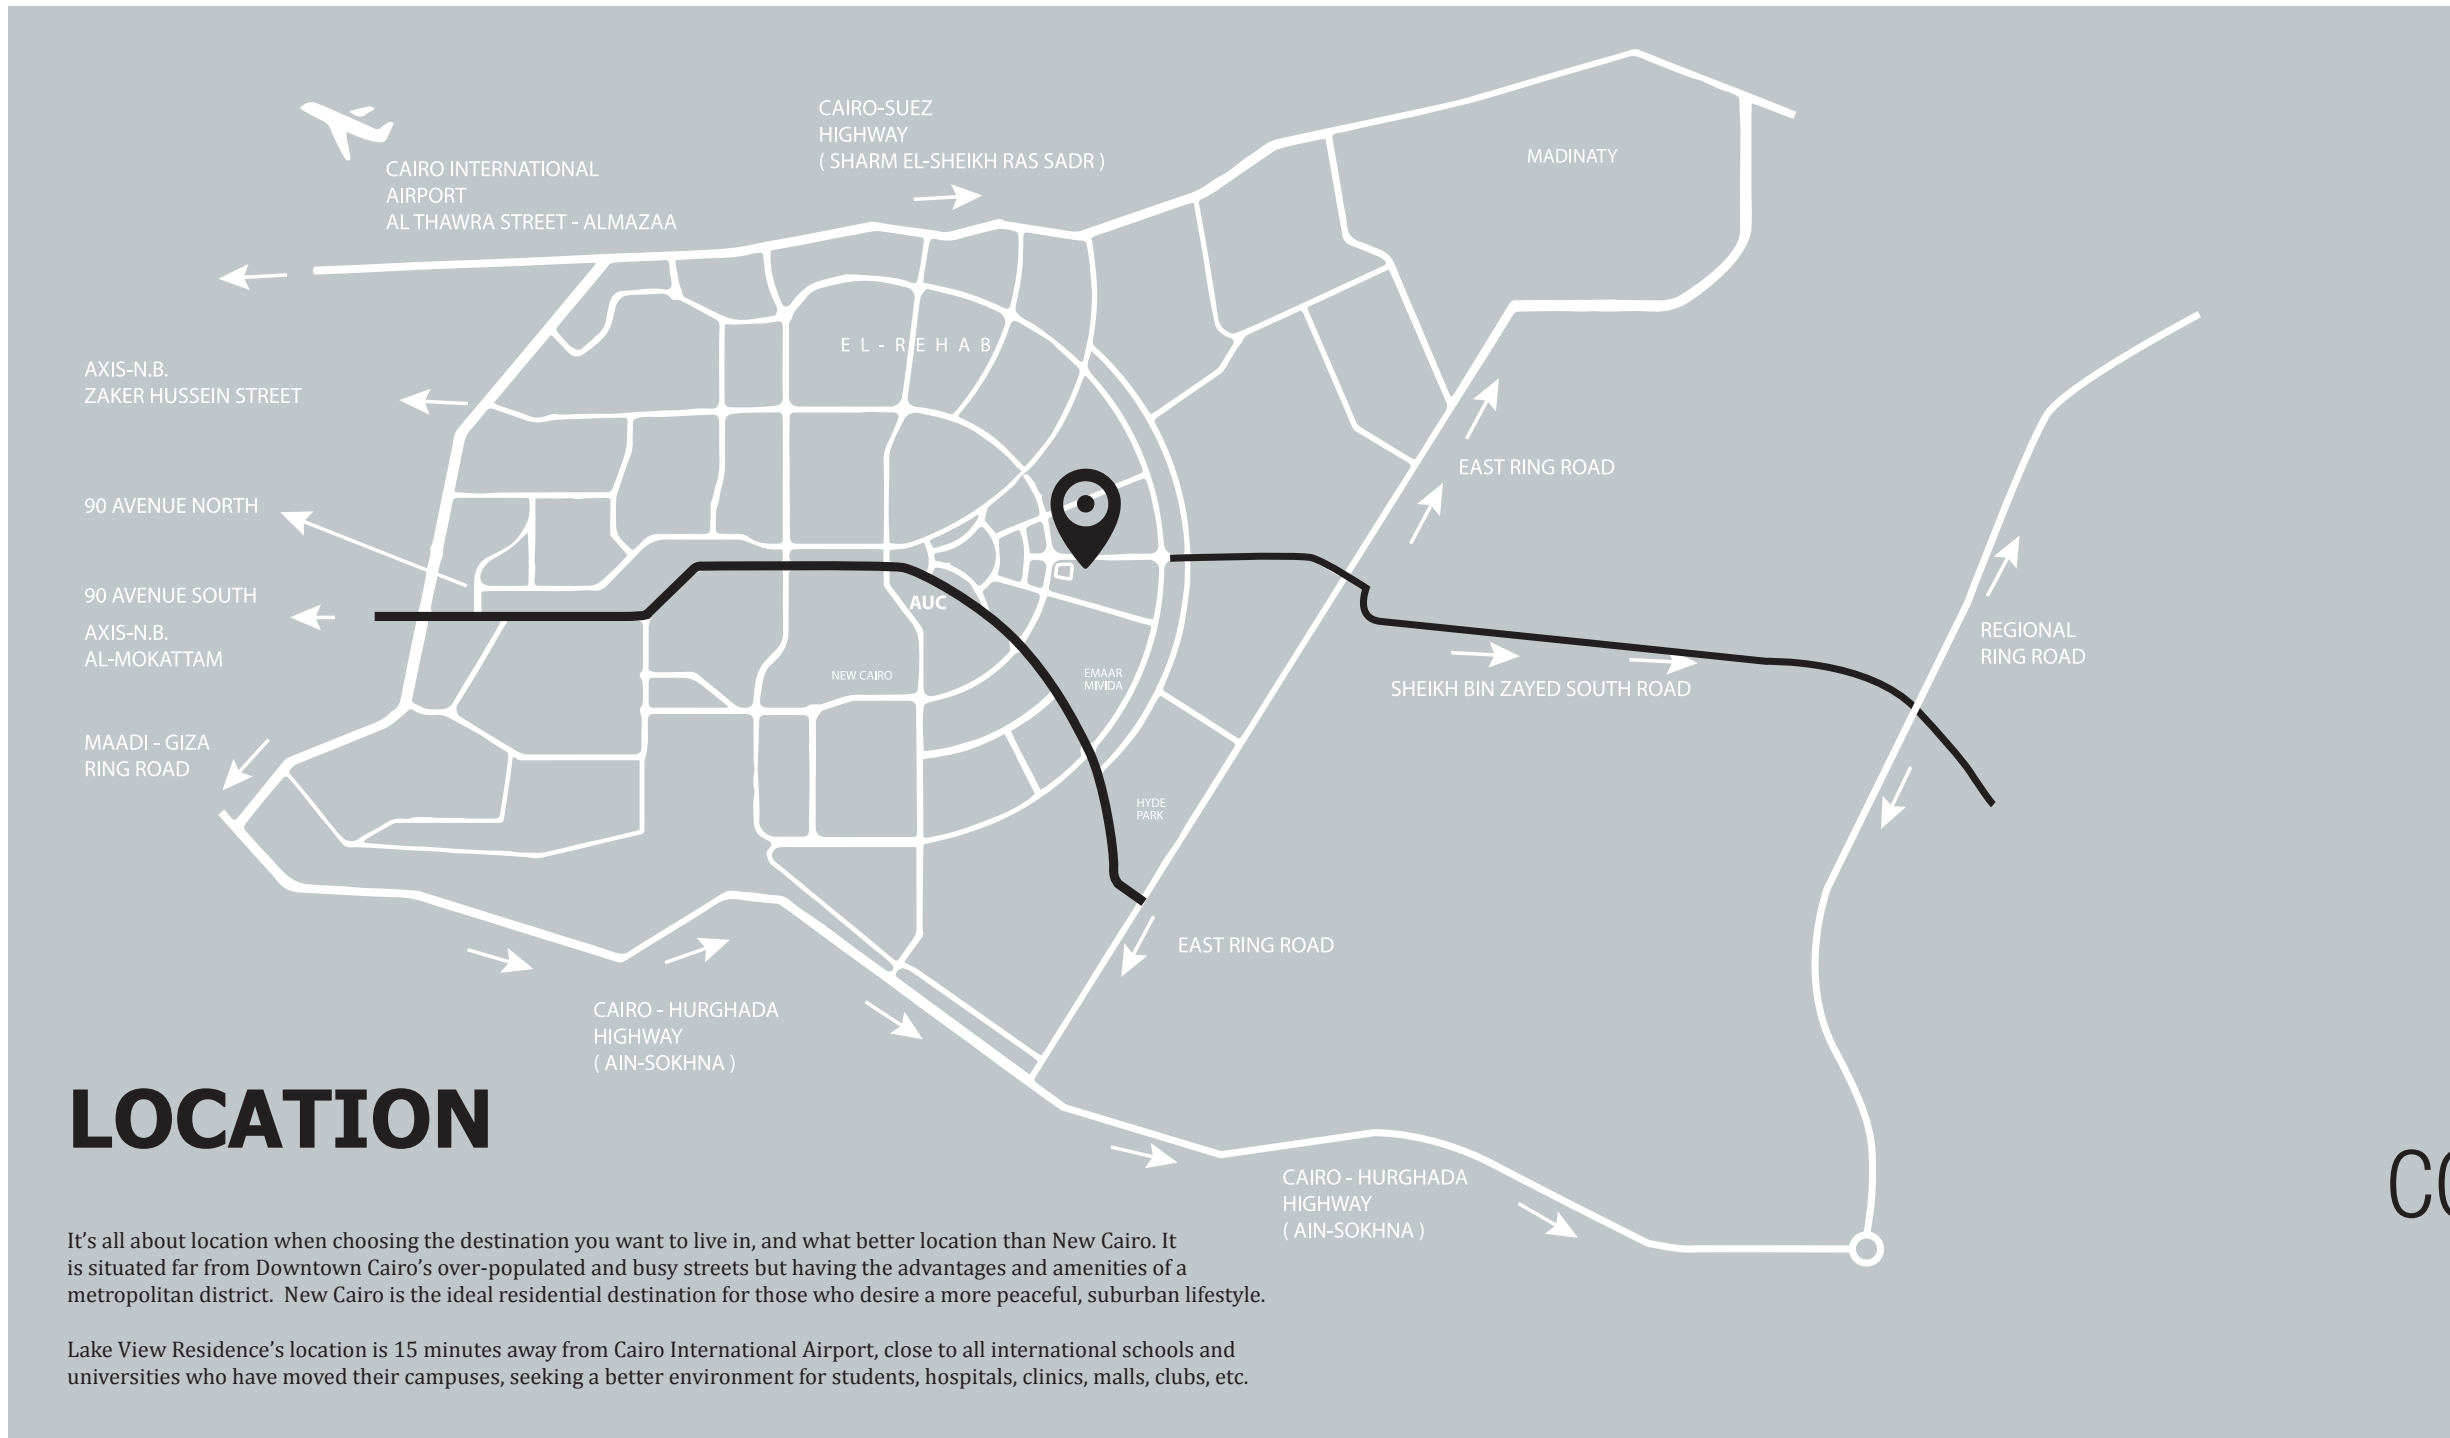 CAIRO-SUEZ
HIGHWAY
( SHARM EL-SHEIKH RAS SADR )
MADINATY
CAIRO INTERNATIONAL
AIRPORT
AL THAWRA STREET - ALMAZAA
EL-REHAB
AXIS-N.B.
ZAKER HUSSEIN STREET
EAST RING ROAD
90 AVENUE NORTH
90 AVENUE SOUTH
AXIS-N.B.
AL-MOKATTAM
AUC
REGIONAL
RING ROAD
NEW CAIRO
EMAAR
MIVIDA
SHEIKH BIN ZAYED SOUTH ROAD
MAADI - GIZA
RING ROAD
HYDE
PARK
EAST RING ROAD
CAIRO - HURGHADA
HIGHWAY
( AIN-SOKHNA )
LOCATION
CAIRO - HURGHADA
HIGHWAY
( AIN-SOKHNA )
It’s all about location when choosing the destination you want to live in, and what better location than New Cairo. It
is situated far from Downtown Cairo’s over-populated and busy streets but having the advantages and amenities of a
metropolitan district.  New Cairo is the ideal residential destination for those who desire a more peaceful, suburban lifestyle.
Lake View Residence’s location is 15 minutes away from Cairo International Airport, close to all international schools and
universities who have moved their campuses, seeking a better environment for students, hospitals, clinics, malls, clubs, etc.